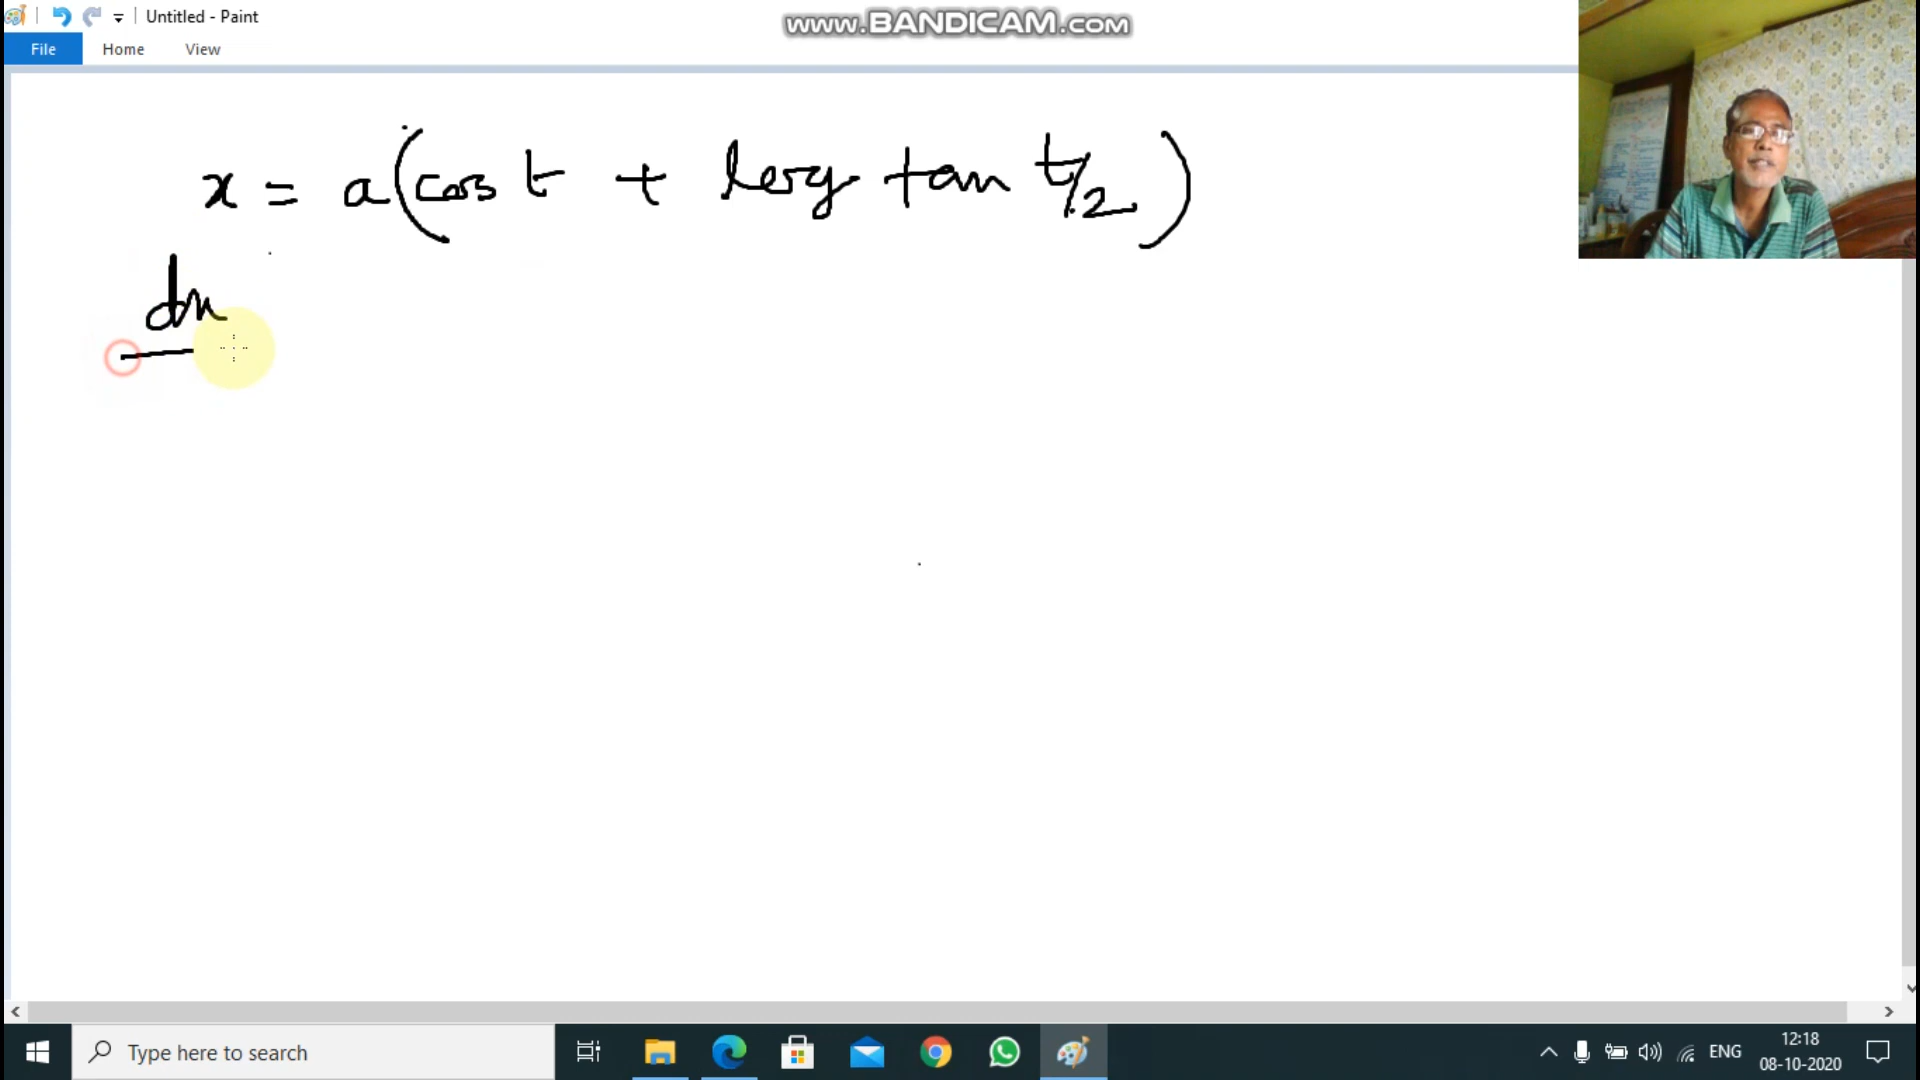 Untitled - Paint
www.BANDICAM.com
File Home View
x = a(cos t + log tan t/2)
dx
Type here to search
ENG
12:18
08-10-2020